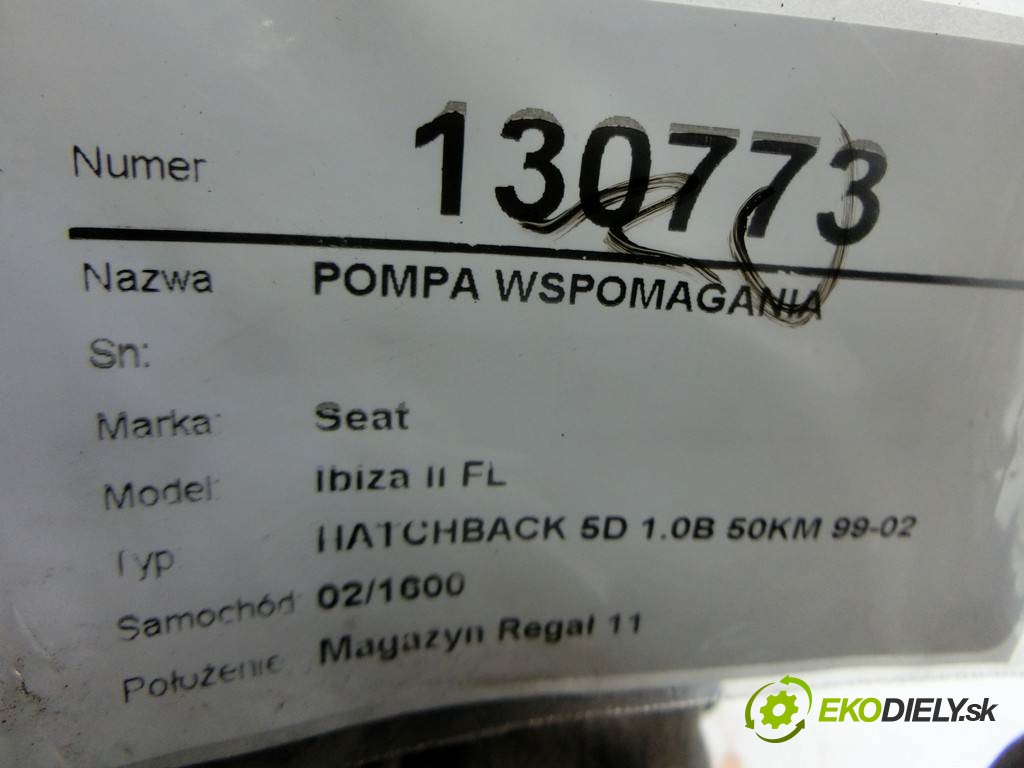 Numer 130773
Nazwa POMPA WSPOMAGANIA
Sn:
Marka: Seat
Model: Ibiza II FL
Typ HATCHBACK 5D 1.0B 50KM 99-02
Samochód 02/1600
Położenie Magazyn Regał 11
EKODIELY.sk